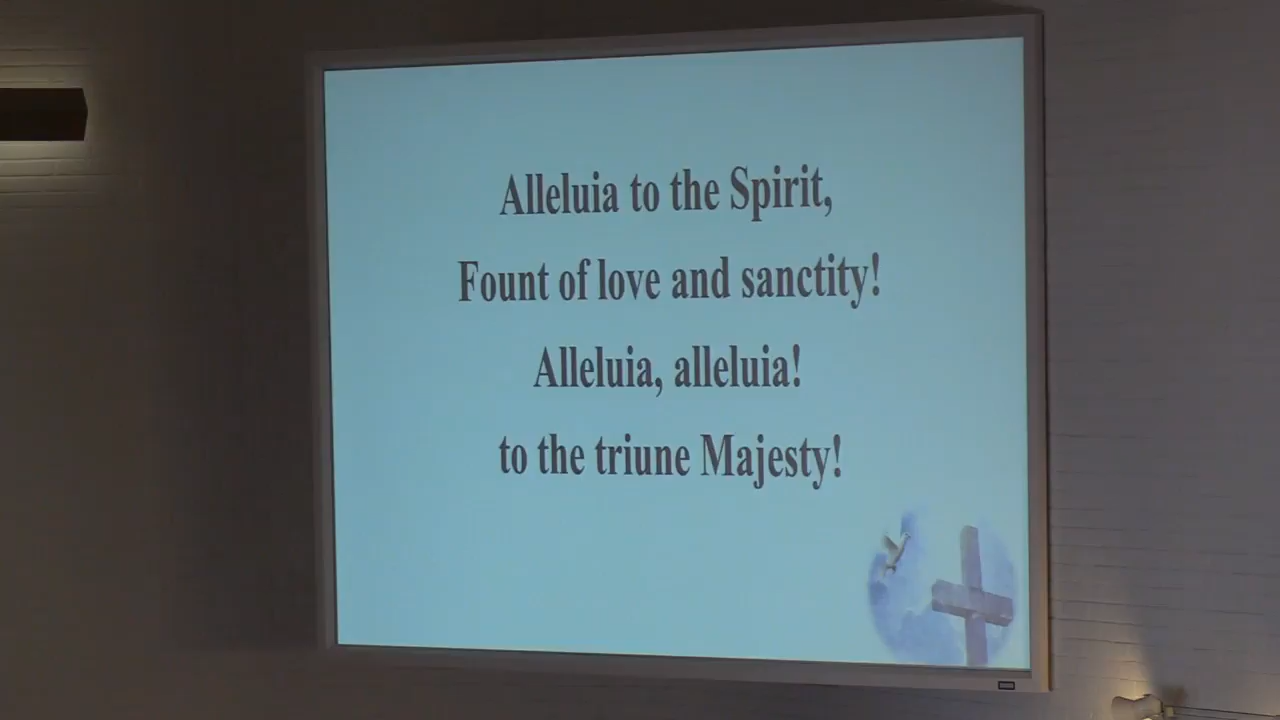 Alleluia to the Spirit,
Fount of love and sanctity!
Alleluia, alleluia!
to the triune Majesty!